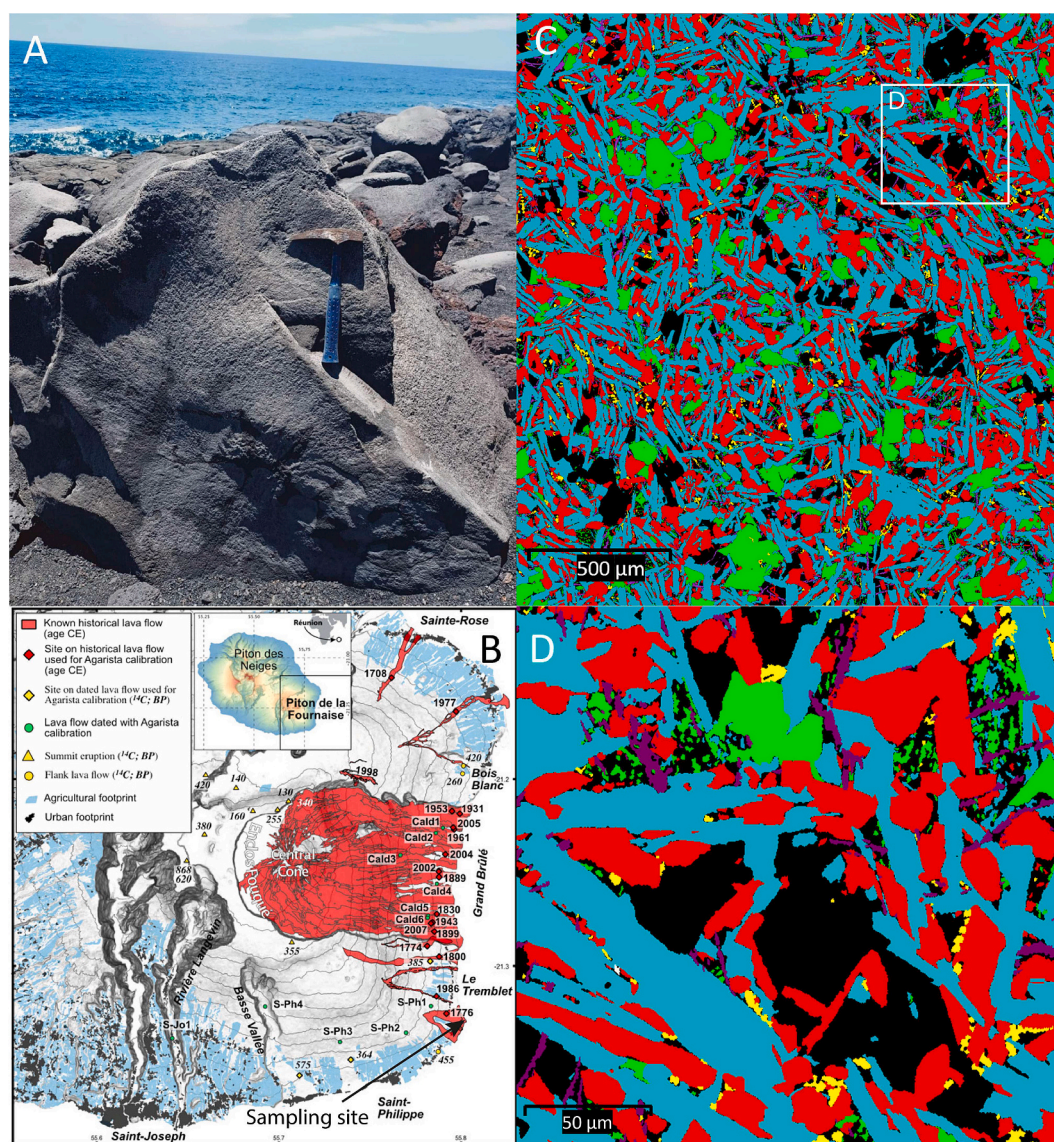 A
C
D
500 µm
B
Known historical lava flow
(age CE)
Site on historical lava flow
used for Agarista calibration
(age CE)
Site on dated lava flow used for
Agarista calibration (¹⁴C; BP)
Lava flow dated with Agarista
calibration
Summit eruption (¹⁴C; BP)
Flank lava flow (¹⁴C; BP)
Agricultural footprint
Urban footprint
55.25
55.50
55.75
Réunion
Piton des
Neiges
Piton de la
Fournaise
Sainte-Rose
1708
1977
420
260
Bois
Blanc
1998
140
420
130
160
255
340
380
868
620
Enclos Fouqué
Central
Cone
1953
1931
Cald1
2005
Cald2
1961
Cald3
2004
2002
1889
Cald4
Grand Brûlé
Cald5
1830
Cald6
1943
2007
1899
1774
1800
385
355
Le
Tremblet
1986
S-Ph1
1776
S-Ph4
S-Ph2
S-Ph3
S-Jo1
Rivière Langevin
Basse Vallée
364
455
575
Saint-
Philippe
Sampling site
Saint-Joseph
-21.2
-21.3
55.6
55.7
55.8
D
50 µm